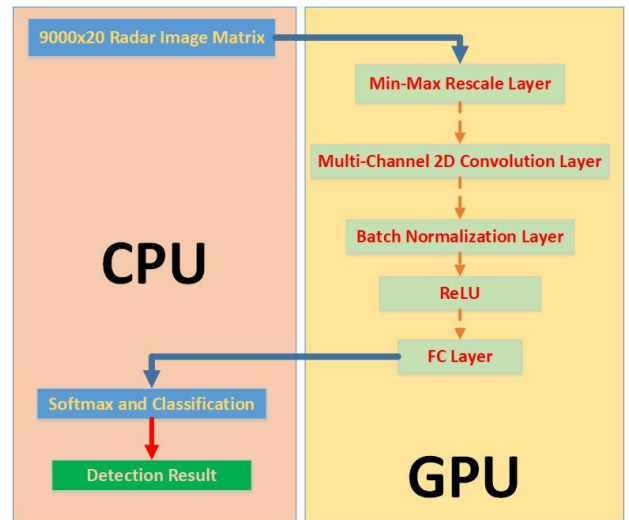 9000x20 Radar Image Matrix
Min-Max Rescale Layer
Multi-Channel 2D Convolution Layer
Batch Normalization Layer
ReLU
FC Layer
CPU
Softmax and Classification
Detection Result
GPU